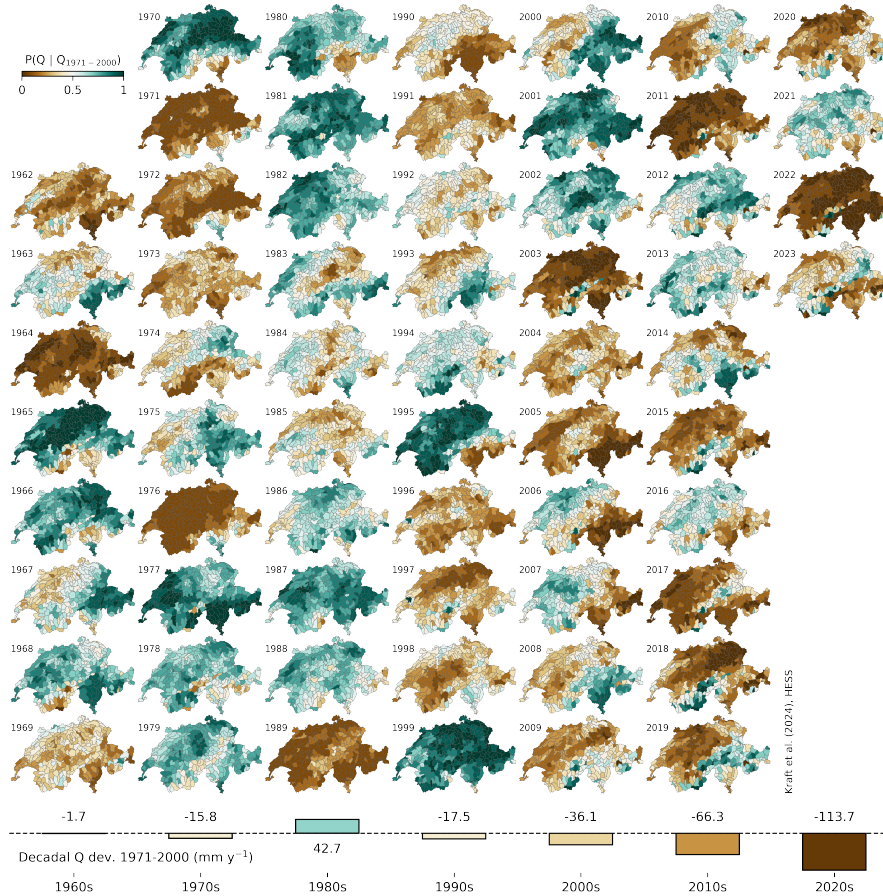 1970 1980 1990 2000 2010 2020
P(Q | Q1971−2000)
0 0.5 1
1971 1981 1991 2001 2011 2021
1962 1972 1982 1992 2002 2012 2022
1963 1973 1983 1993 2003 2013 2023
1964 1974 1984 1994 2004 2014
1965 1975 1985 1995 2005 2015
1966 1976 1986 1996 2006 2016
1967 1977 1987 1997 2007 2017
1968 1978 1988 1998 2008 2018
1969 1979 1989 1999 2009 2019
Kraft et al. (2024), HESS
-1.7 -15.8 -17.5 -36.1 -66.3 -113.7
42.7
Decadal Q dev. 1971-2000 (mm y⁻¹)
1960s 1970s 1980s 1990s 2000s 2010s 2020s